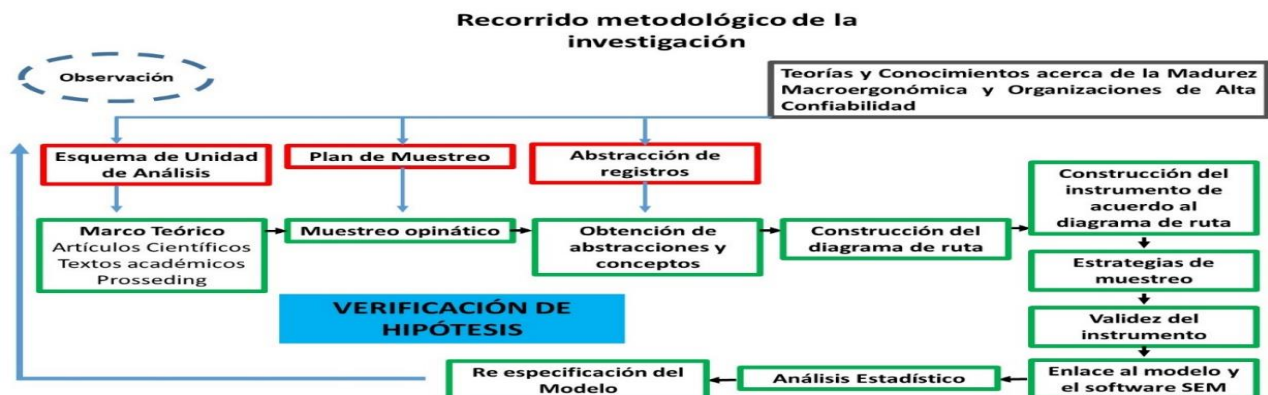 Recorrido metodológico de la
investigación
Observación
Teorías y Conocimientos acerca de la Madurez
Macroergonómica y Organizaciones de Alta
Confiabilidad
Esquema de Unidad
de Análisis
Plan de Muestreo
Abstracción de
registros
Marco Teórico
Artículos Científicos
Textos académicos
Prosseding
Muestreo opinático
Obtención de
abstracciones y
conceptos
Construcción del
diagrama de ruta
Construcción del
instrumento de
acuerdo al
diagrama de ruta
Estrategias de
muestreo
Validez del
instrumento
Enlace al modelo y
el software SEM
Análisis Estadístico
Re especificación del
Modelo
VERIFICACIÓN DE
HIPÓTESIS